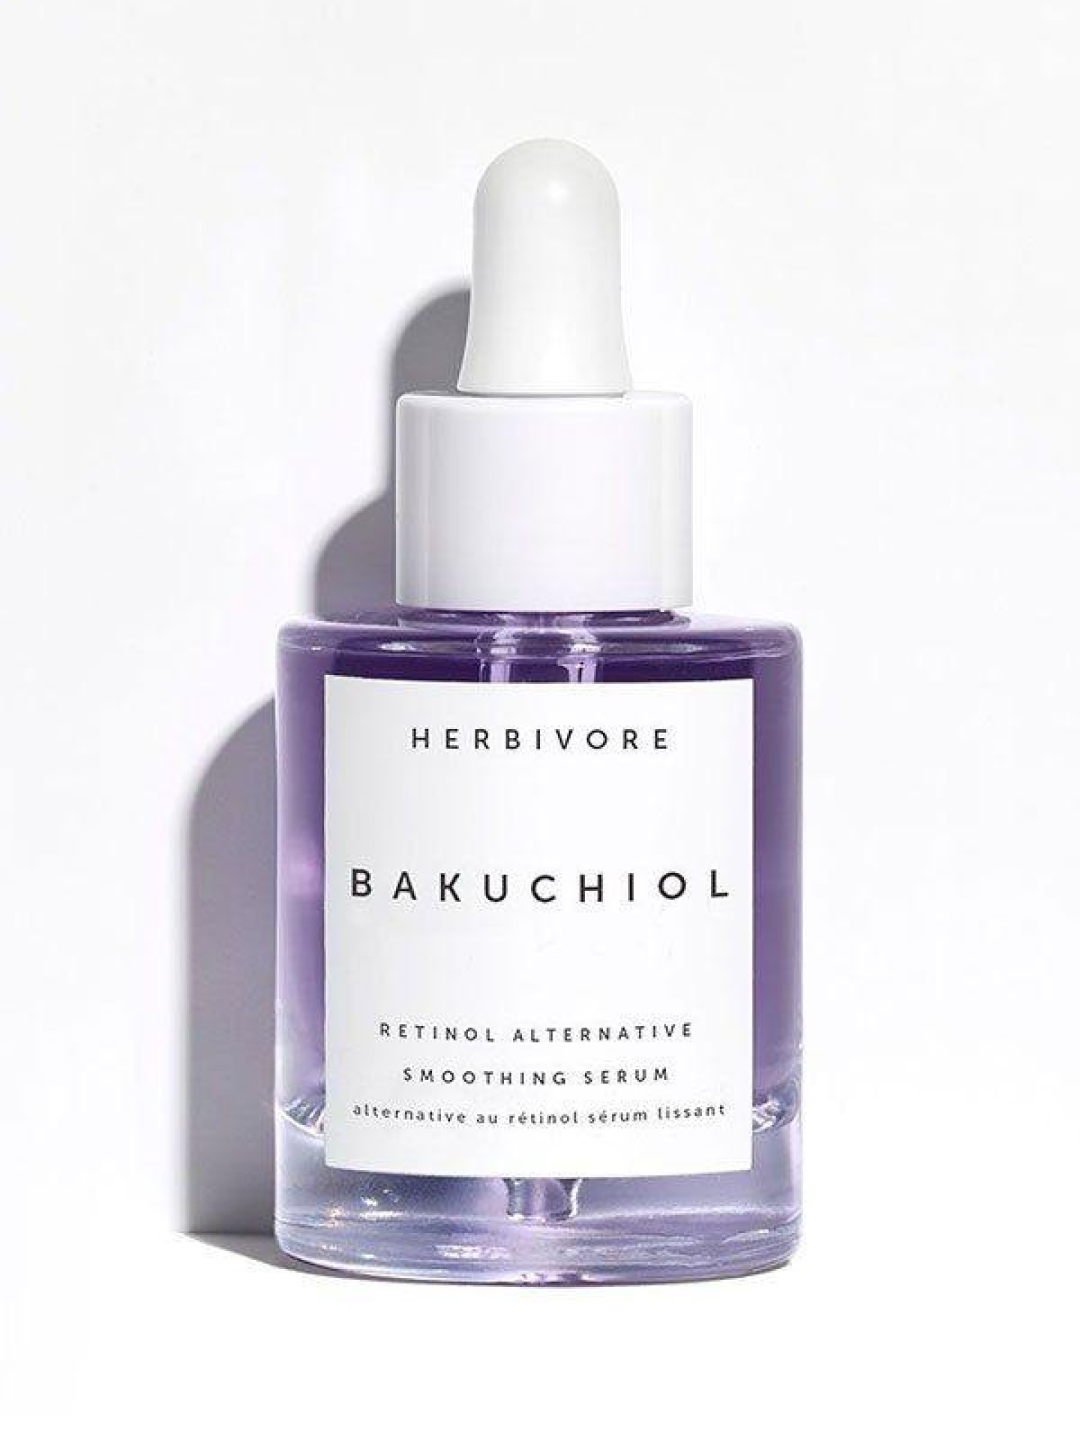 HERBIVORE
BAKUCHIOL
RETINOL ALTERNATIVE
SMOOTHING SERUM
alternative au rétinol sérum lissant